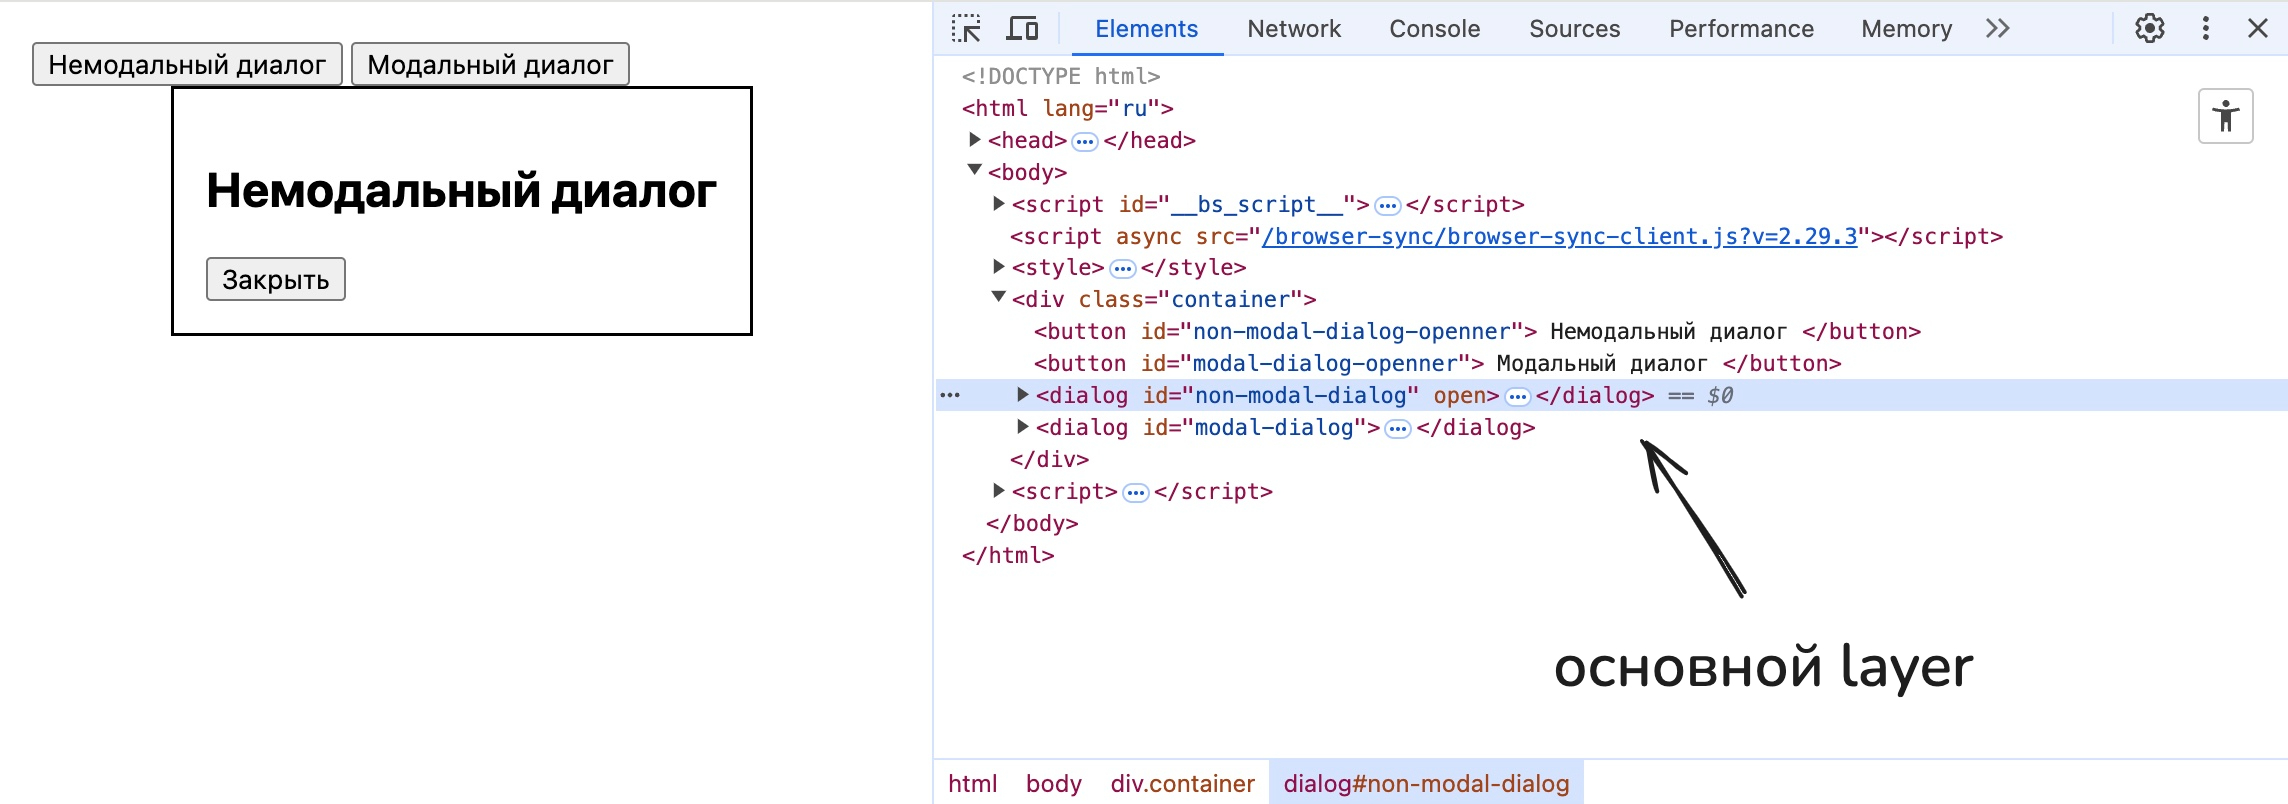 Немодальный диалог Модальный диалог
Немодальный диалог
Закрыть
Elements Network Console Sources Performance Memory
<!DOCTYPE html>
<html lang="ru">
<head>…</head>
<body>
<script id="__bs_script__">…</script>
<script async src="/browser-sync/browser-sync-client.js?v=2.29.3"></script>
<style>…</style>
<div class="container">
<button id="non-modal-dialog-openner"> Немодальный диалог </button>
<button id="modal-dialog-openner"> Модальный диалог </button>
<dialog id="non-modal-dialog" open>…</dialog> == $0
<dialog id="modal-dialog">…</dialog>
</div>
<script>…</script>
</body>
</html>
основной layer
html body div.container dialog#non-modal-dialog